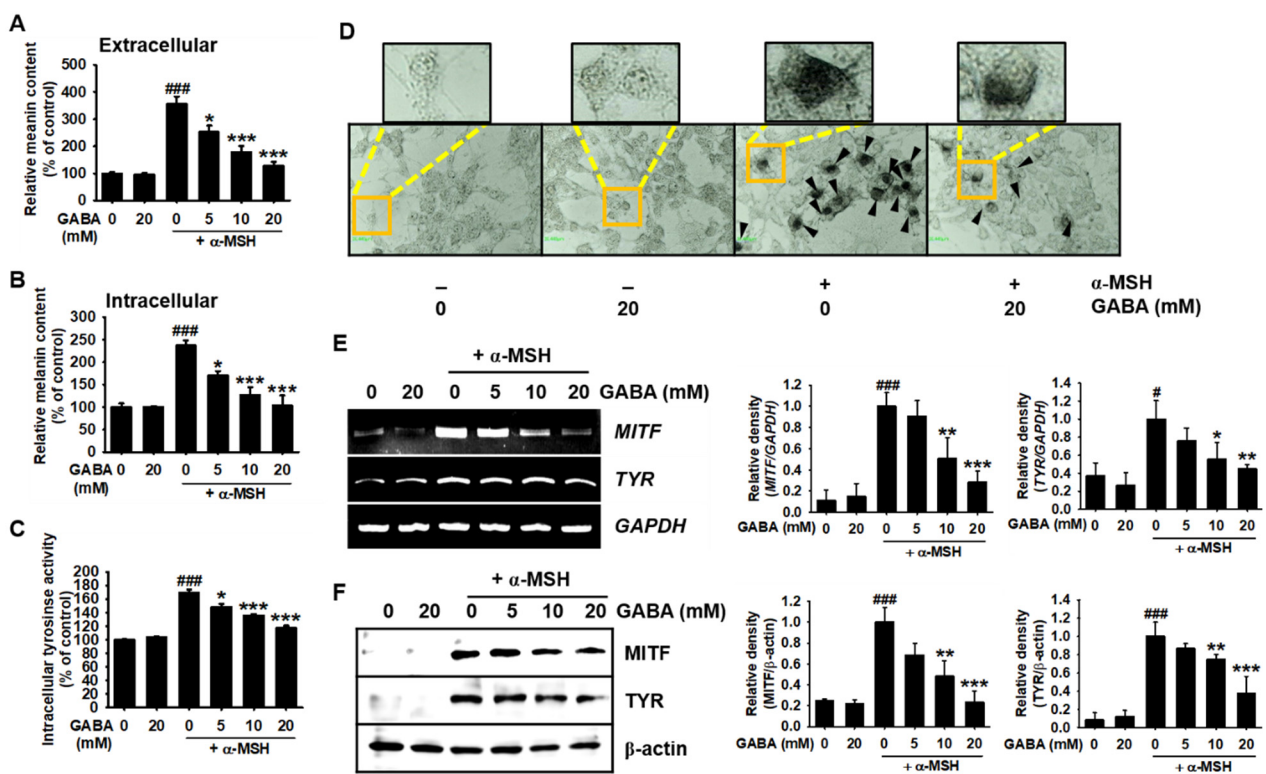 A
Extracellular
Relative meanin content
(% of control)
500
400
300
200
100
0
###
*
***
***
GABA 0 20 0 5 10 20
(mM)
+ α-MSH
B
Intracellular
Relative melanin content
(% of control)
300
250
200
150
100
50
0
###
*
***
***
GABA 0 20 0 5 10 20
(mM)
+ α-MSH
C
Intracellular tyrosinse activity
(% of control)
200
180
160
140
120
100
80
60
40
20
0
###
*
***
***
GABA 0 20 0 5 10 20
(mM)
+ α-MSH
D
– – + + α-MSH
0 20 0 20 GABA (mM)
E
+ α-MSH
0 20 0 5 10 20 GABA (mM)
MITF
TYR
GAPDH
Relative density
(MITF/GAPDH)
1.2
1.0
0.8
0.6
0.4
0.2
0.0
###
**
***
GABA (mM) 0 20 0 5 10 20
+ α-MSH
Relative density
(TYR/GAPDH)
1.4
1.2
1.0
0.8
0.6
0.4
0.2
0.0
#
*
**
GABA (mM) 0 20 0 5 10 20
+ α-MSH
F
+ α-MSH
0 20 0 5 10 20 GABA (mM)
MITF
TYR
β-actin
Relative density
(MITF/β-actin)
1.2
1.0
0.8
0.6
0.4
0.2
0.0
###
**
***
GABA (mM) 0 20 0 5 10 20
+ α-MSH
Relative density
(TYR/β-actin)
1.4
1.2
1.0
0.8
0.6
0.4
0.2
0.0
###
**
***
GABA (mM) 0 20 0 5 10 20
+ α-MSH